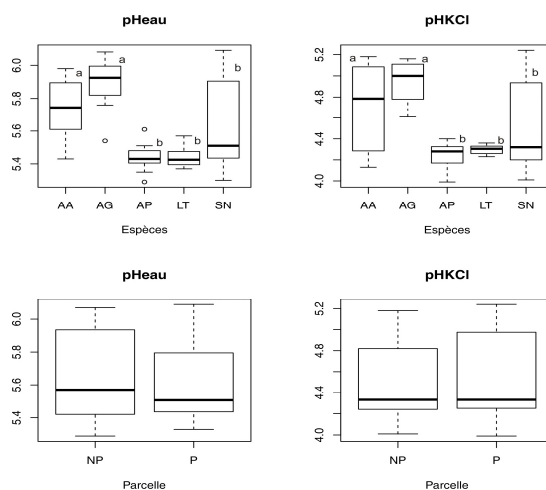 pHeau
pHKCl
6.0
5.8
5.6
5.4
a
a
b
b
b
5.2
4.8
4.4
4.0
a
a
b
b
b
AA AG AP LT SN
AA AG AP LT SN
Espèces
Espèces
pHeau
pHKCl
6.0
5.8
5.4
5.2
4.8
4.4
4.0
NP P
NP P
Parcelle
Parcelle